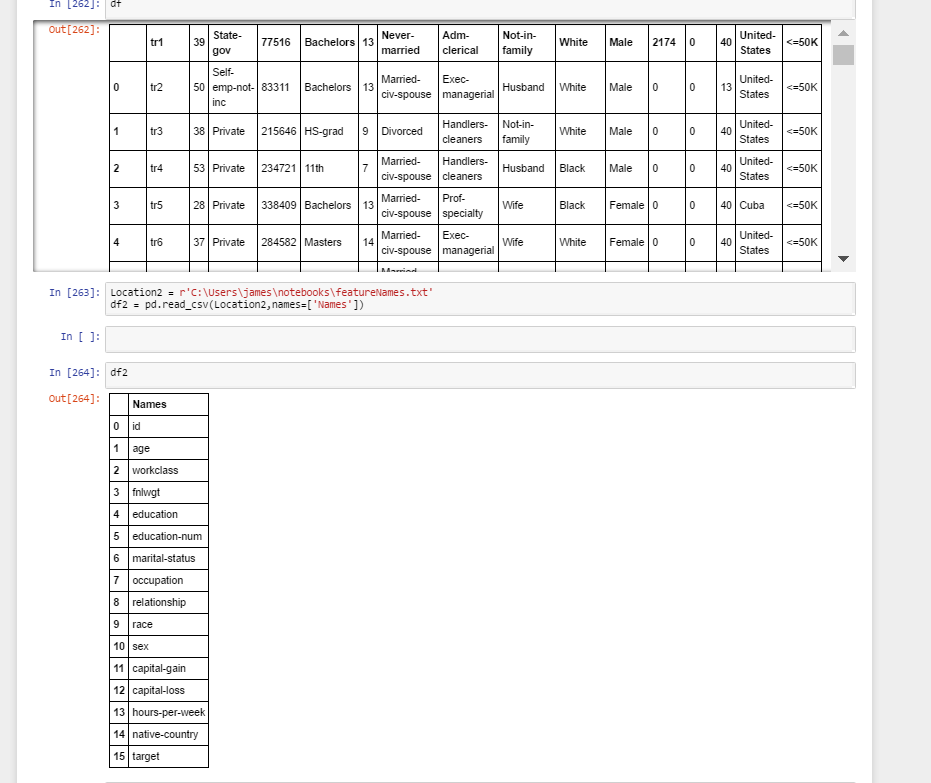 In [262]: df
Out[262]:
tr1 39 State-gov 77516 Bachelors 13 Never-married Adm-clerical Not-in-family White Male 2174 0 40 United-States <=50K
0 tr2 50 Self-emp-not-inc 83311 Bachelors 13 Married-civ-spouse Exec-managerial Husband White Male 0 0 13 United-States <=50K
1 tr3 38 Private 215646 HS-grad 9 Divorced Handlers-cleaners Not-in-family White Male 0 0 40 United-States <=50K
2 tr4 53 Private 234721 11th 7 Married-civ-spouse Handlers-cleaners Husband Black Male 0 0 40 United-States <=50K
3 tr5 28 Private 338409 Bachelors 13 Married-civ-spouse Prof-specialty Wife Black Female 0 0 40 Cuba <=50K
4 tr6 37 Private 284582 Masters 14 Married-civ-spouse Exec-managerial Wife White Female 0 0 40 United-States <=50K
Married
In [263]: Location2 = r'C:\Users\james\notebooks\featureNames.txt'
df2 = pd.read_csv(Location2,names=['Names'])
In [ ]:
In [264]: df2
Out[264]:
Names
0 id
1 age
2 workclass
3 fnlwgt
4 education
5 education-num
6 marital-status
7 occupation
8 relationship
9 race
10 sex
11 capital-gain
12 capital-loss
13 hours-per-week
14 native-country
15 target